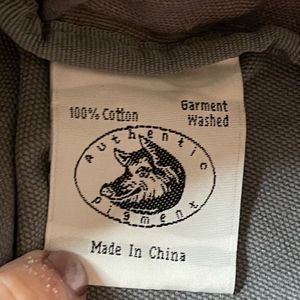 100% Cotton
Garment
Washed
Authentic
Pigment
Made In China